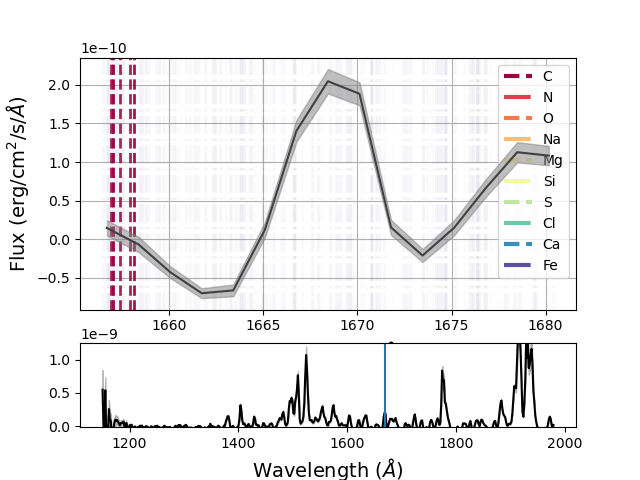 1e−10
Flux (erg/cm²/s/Å)
2.0
1.5
1.0
0.5
0.0
−0.5
C
N
O
Na
Mg
Si
S
Cl
Ca
Fe
1660
1665
1670
1675
1680
1e−9
1.0
0.5
0.0
1200
1400
1600
1800
2000
Wavelength (Å)